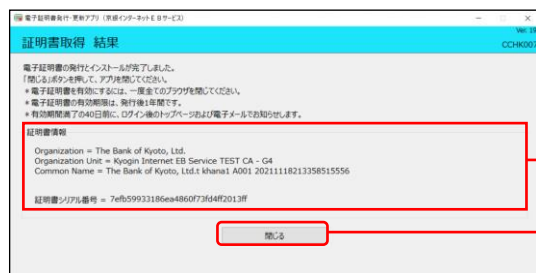 電子証明書発行・更新アプリ (京銀インターネットEBサービス)
Ver. 19
証明書取得 結果
CCHK007
電子証明書の発行とインストールが完了しました。
「閉じる」ボタンを押して、アプリを閉じてください。
* 電子証明書を有効にするには、一度全てのブラウザを閉じてください。
* 電子証明書の有効期限は、発行後1年間です。
* 有効期間満了の40日前に、ログイン後のトップページおよび電子メールでお知らせします。
証明書情報
Organization = The Bank of Kyoto, Ltd.
Organization Unit = Kyogin Internet EB Service TEST CA - G4
Common Name = The Bank of Kyoto, Ltd.t khana1 A001 20211118213358515556
証明書シリアル番号 = 7efb59933186ea4860f73fd4ff2013ff
閉じる